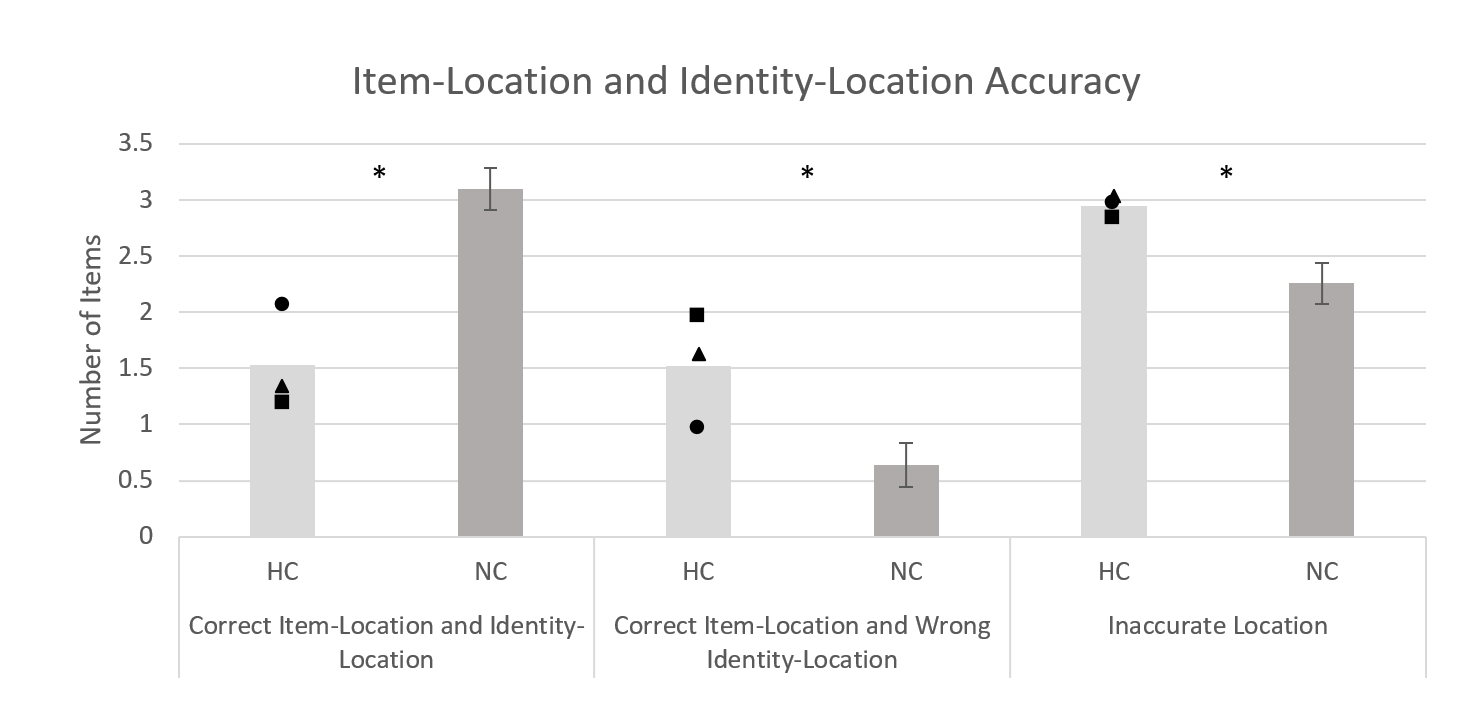 Item-Location and Identity-Location Accuracy
3.5
3
2.5
2
1.5
1
0.5
0
Number of Items
*
*
*
HC
NC
HC
NC
HC
NC
Correct Item-Location and Identity-
Location
Correct Item-Location and Wrong
Identity-Location
Inaccurate Location